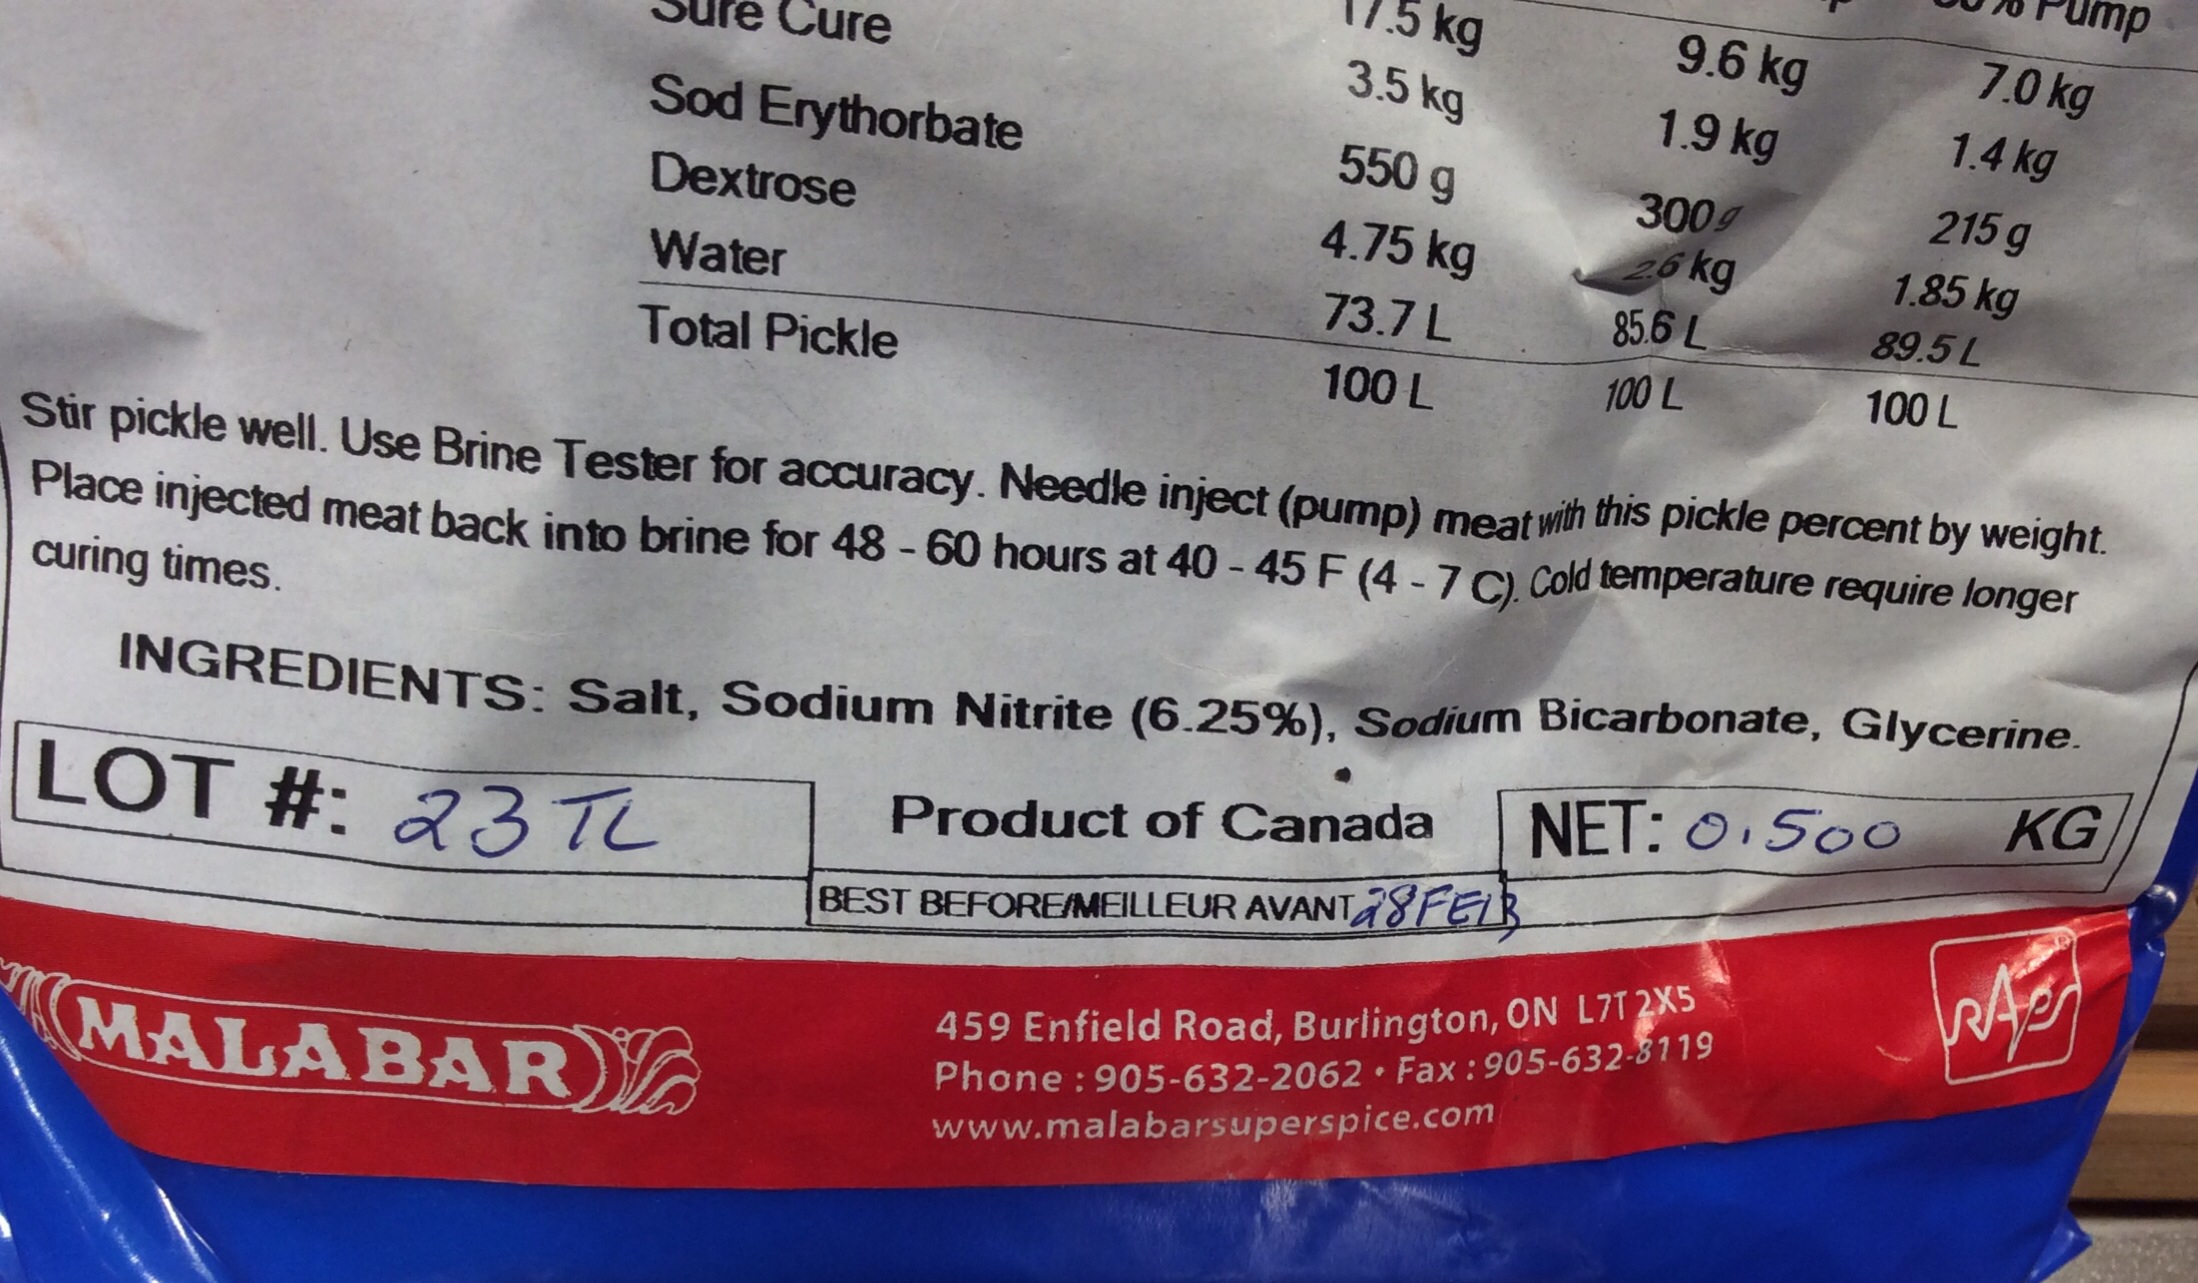 Pump
17.5 kg 9.6 kg 7.0 kg
Sure Cure 3.5 kg 1.9 kg 1.4 kg
Sod Erythorbate 550 g 300g 215 g
Dextrose 4.75 kg 2.6 kg 1.85 kg
Water 73.7 L 85.6 L 89.5 L
Total Pickle 100 L 100 L 100 L
Stir pickle well. Use Brine Tester for accuracy. Needle inject (pump) meat with this pickle percent by weight.
Place injected meat back into brine for 48 - 60 hours at 40 - 45 F (4 - 7 C). Cold temperature require longer
curing times.
INGREDIENTS: Salt, Sodium Nitrite (6.25%), Sodium Bicarbonate, Glycerine.
LOT #: 23 TL
Product of Canada
NET: 0.500 KG
BEST BEFORE/MEILLEUR AVANT 28FE13
MALABAR
459 Enfield Road, Burlington, ON L7T 2X5
Phone : 905-632-2062 • Fax : 905-632-8119
www.malabarsuperspice.com
RAPS®